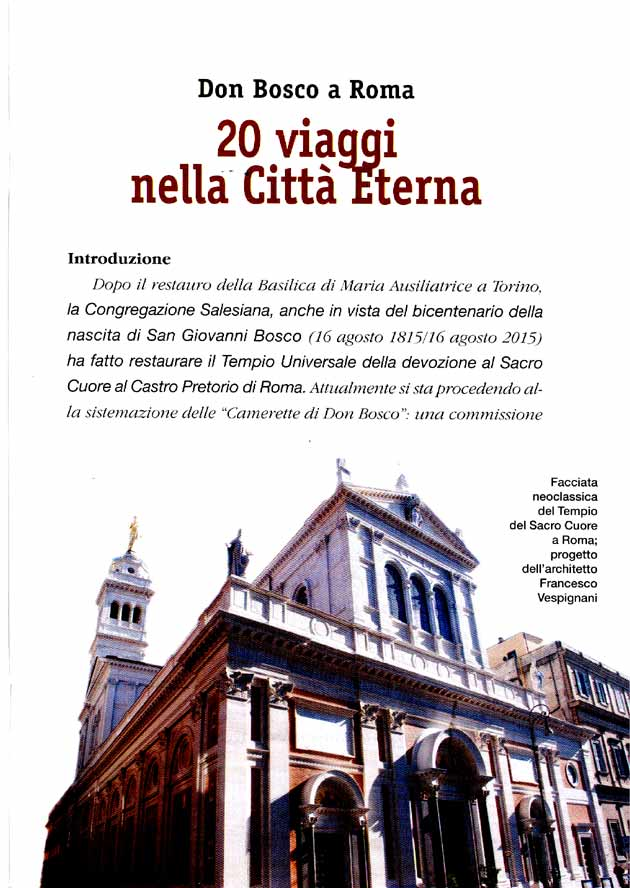 Don Bosco a Roma
20 viaggi
nella Città Eterna
Introduzione
Dopo il restauro della Basilica di Maria Ausiliatrice a Torino,
la Congregazione Salesiana, anche in vista del bicentenario della
nascita di San Giovanni Bosco (16 agosto 1815/16 agosto 2015)
ha fatto restaurare il Tempio Universale della devozione al Sacro
Cuore al Castro Pretorio di Roma. Attualmente si sta procedendo al-
la sistemazione delle “Camerette di Don Bosco”: una commissione
Facciata
neoclassica
del Tempio
del Sacro Cuore
a Roma;
progetto
dell'architetto
Francesco
Vespignani